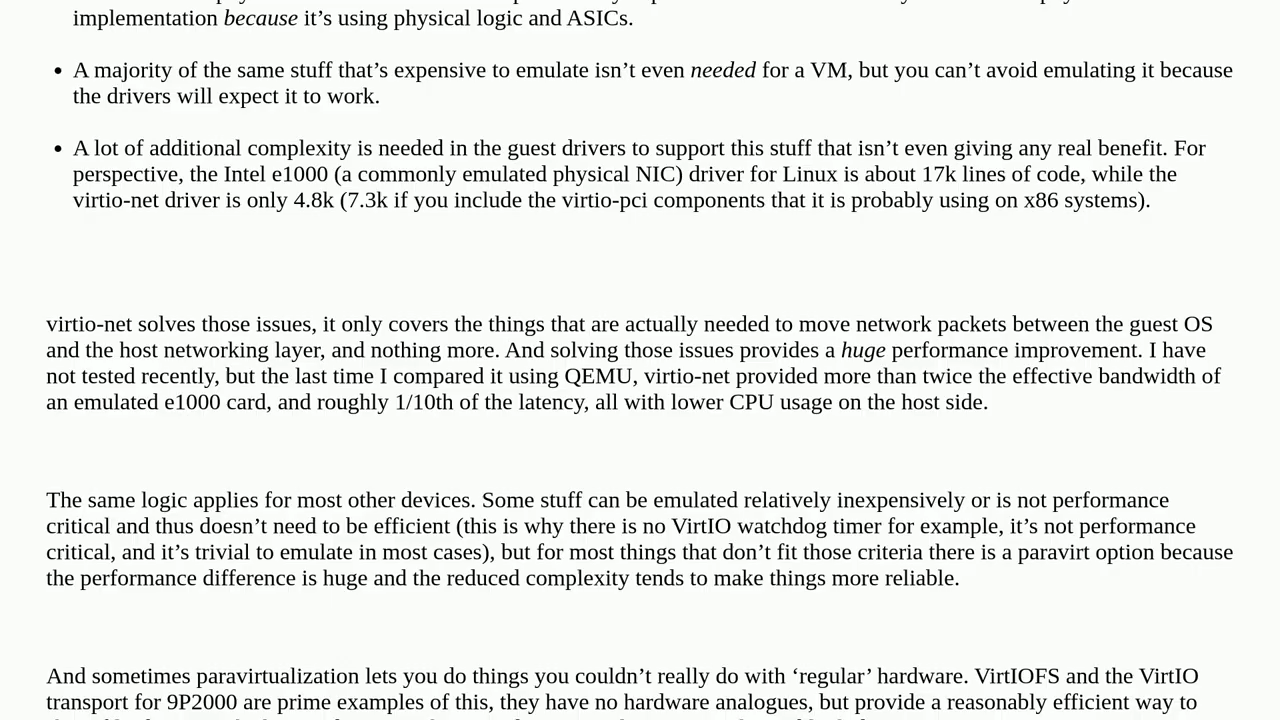 implementation because it’s using physical logic and ASICs.
• A majority of the same stuff that’s expensive to emulate isn’t even needed for a VM, but you can’t avoid emulating it because
the drivers will expect it to work.
• A lot of additional complexity is needed in the guest drivers to support this stuff that isn’t even giving any real benefit. For
perspective, the Intel e1000 (a commonly emulated physical NIC) driver for Linux is about 17k lines of code, while the
virtio-net driver is only 4.8k (7.3k if you include the virtio-pci components that it is probably using on x86 systems).
virtio-net solves those issues, it only covers the things that are actually needed to move network packets between the guest OS
and the host networking layer, and nothing more. And solving those issues provides a huge performance improvement. I have
not tested recently, but the last time I compared it using QEMU, virtio-net provided more than twice the effective bandwidth of
an emulated e1000 card, and roughly 1/10th of the latency, all with lower CPU usage on the host side.
The same logic applies for most other devices. Some stuff can be emulated relatively inexpensively or is not performance
critical and thus doesn’t need to be efficient (this is why there is no VirtIO watchdog timer for example, it’s not performance
critical, and it’s trivial to emulate in most cases), but for most things that don’t fit those criteria there is a paravirt option because
the performance difference is huge and the reduced complexity tends to make things more reliable.
And sometimes paravirtualization lets you do things you couldn’t really do with ‘regular’ hardware. VirtIOFS and the VirtIO
transport for 9P2000 are prime examples of this, they have no hardware analogues, but provide a reasonably efficient way to